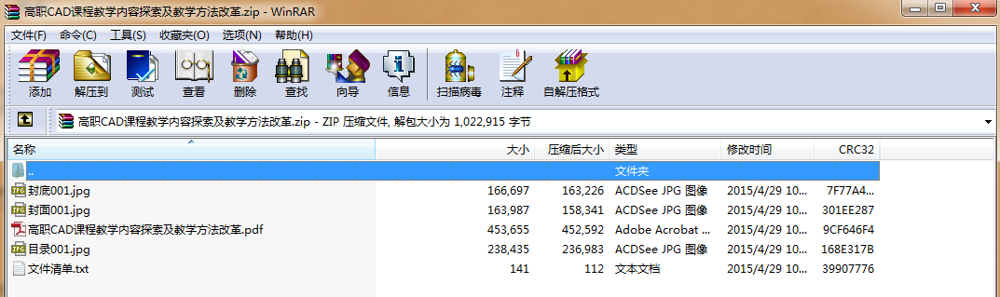 高职CAD课程教学内容探索及教学方法改革.zip - WinRAR
文件(F) 命令(C) 工具(S) 收藏夹(O) 选项(N) 帮助(H)
添加 解压到 测试 查看 删除 查找 向导 信息 扫描病毒 注释 自解压格式
高职CAD课程教学内容探索及教学方法改革.zip - ZIP 压缩文件, 解包大小为 1,022,915 字节
名称 大小 压缩后大小 类型 修改时间 CRC32
.. 文件夹
封底001.jpg 166,697 163,226 ACDSee JPG 图像 2015/4/29 10... 7F77A4...
封面001.jpg 163,987 158,341 ACDSee JPG 图像 2015/4/29 10... 301EE287
高职CAD课程教学内容探索及教学方法改革.pdf 453,655 452,592 Adobe Acrobat ... 2015/4/29 10... 9CF646F4
目录001.jpg 238,435 236,983 ACDSee JPG 图像 2015/4/29 10... 168E317B
文件清单.txt 141 112 文本文档 2015/4/29 10... 39907776